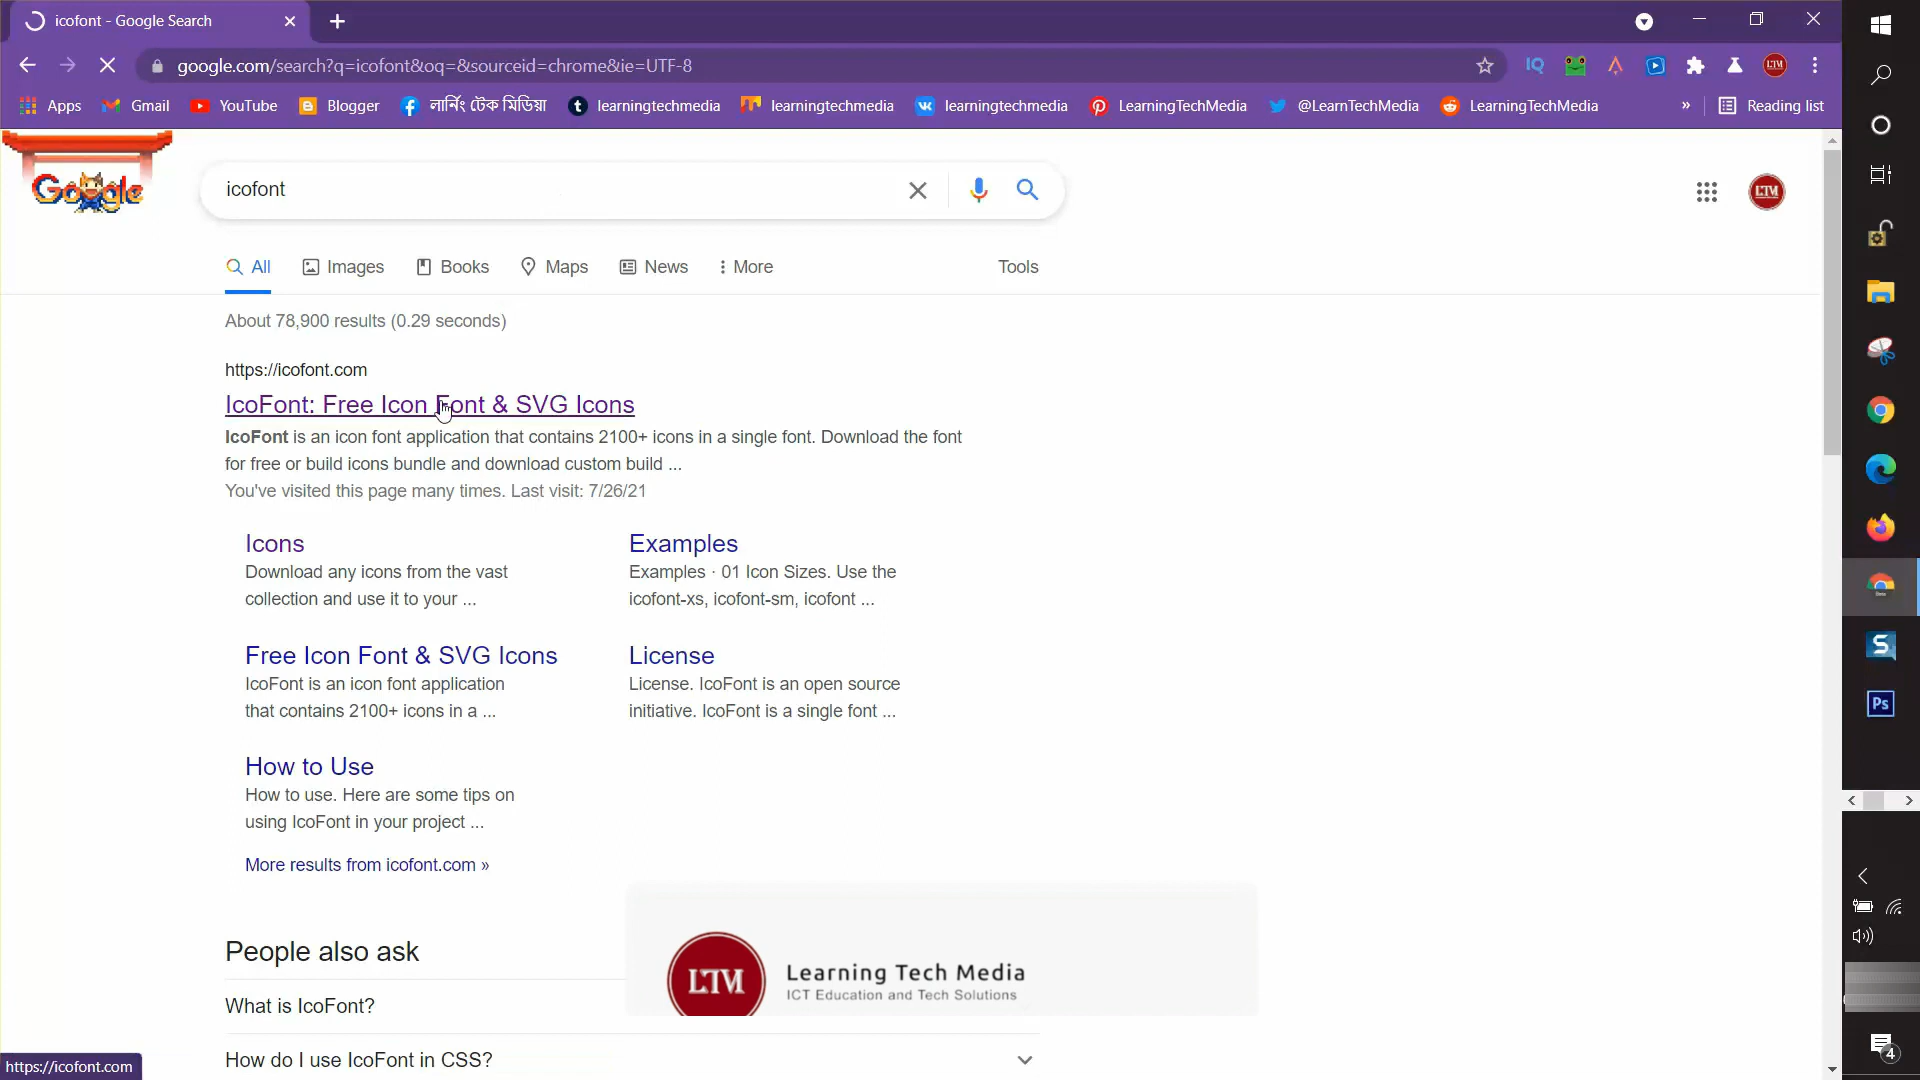 icofont - Google Search
google.com/search?q=icofont&oq=&sourceid=chrome&ie=UTF-8
IQ
LTM
Apps
Gmail
YouTube
Blogger
লার্নিং টেক মিডিয়া
learningtechmedia
learningtechmedia
learningtechmedia
LearningTechMedia
@LearnTechMedia
LearningTechMedia
»
Reading list
Google
icofont
LTM
All
Images
Books
Maps
News
More
Tools
About 78,900 results (0.29 seconds)
https://icofont.com
IcoFont: Free Icon Font & SVG Icons
IcoFont is an icon font application that contains 2100+ icons in a single font. Download the font
for free or build icons bundle and download custom build ...
You've visited this page many times. Last visit: 7/26/21
Icons
Download any icons from the vast
collection and use it to your ...
Examples
Examples · 01 Icon Sizes. Use the
icofont-xs, icofont-sm, icofont ...
Free Icon Font & SVG Icons
IcoFont is an icon font application
that contains 2100+ icons in a ...
License
License. IcoFont is an open source
initiative. IcoFont is a single font ...
How to Use
How to use. Here are some tips on
using IcoFont in your project ...
More results from icofont.com »
People also ask
What is IcoFont?
How do I use IcoFont in CSS?
LTM
Learning Tech Media
ICT Education and Tech Solutions
https://icofont.com
S
Ps
4